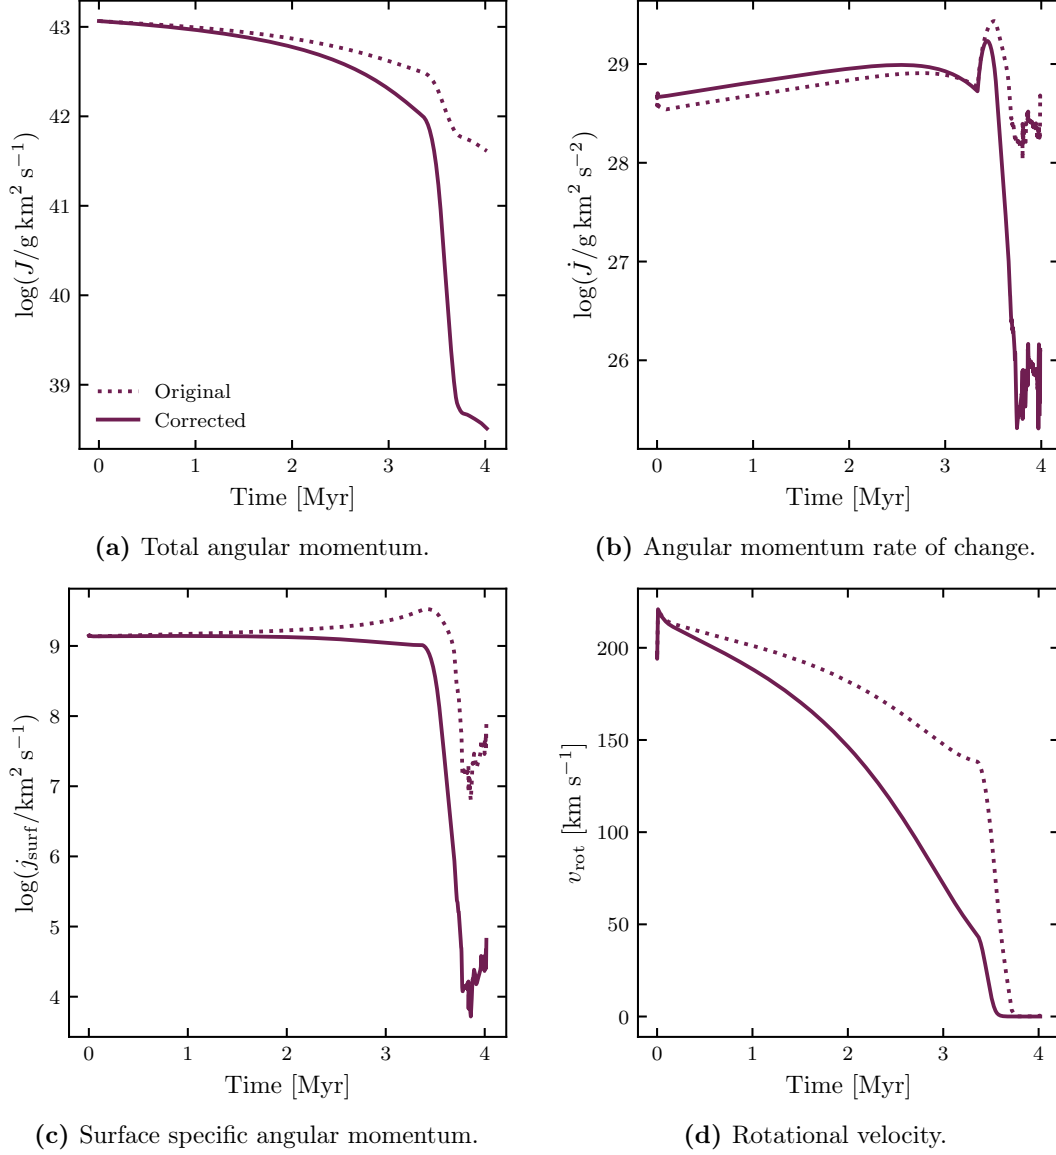 43
42
41
40
39
log(J/g km² s⁻¹)
Original
Corrected
0 1 2 3 4
Time [Myr]
(a) Total angular momentum.
29
28
27
26
log(J̇/g km² s⁻²)
0 1 2 3 4
Time [Myr]
(b) Angular momentum rate of change.
9
8
7
6
5
4
log(j_surf/km² s⁻¹)
0 1 2 3 4
Time [Myr]
(c) Surface specific angular momentum.
200
150
100
50
0
v_rot [km s⁻¹]
0 1 2 3 4
Time [Myr]
(d) Rotational velocity.